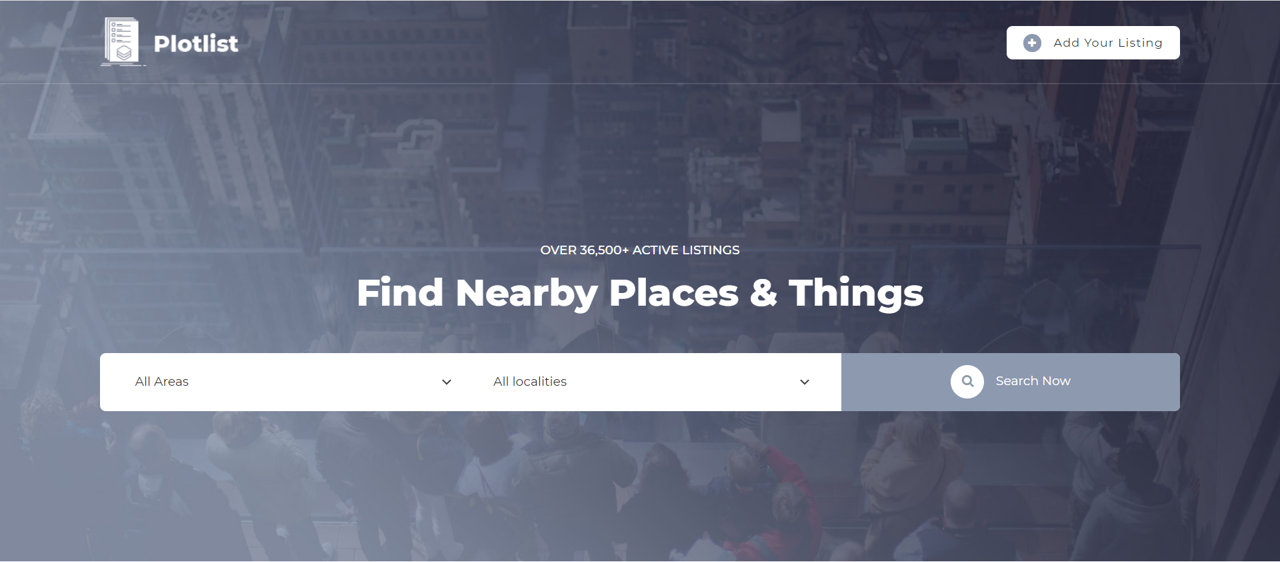 Plotlist
Add Your Listing
OVER 36,500+ ACTIVE LISTINGS
Find Nearby Places & Things
All Areas
All localities
Search Now